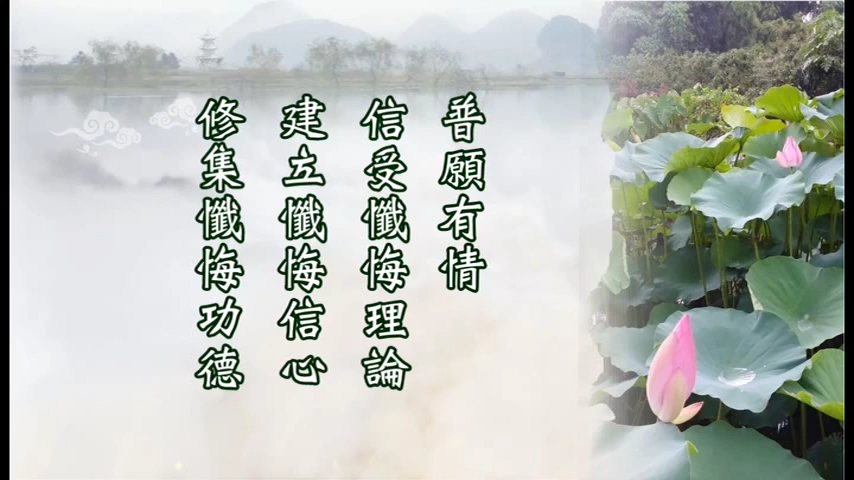 普願有情
信受懺悔理論
建立懺悔信心
修集懺悔功德